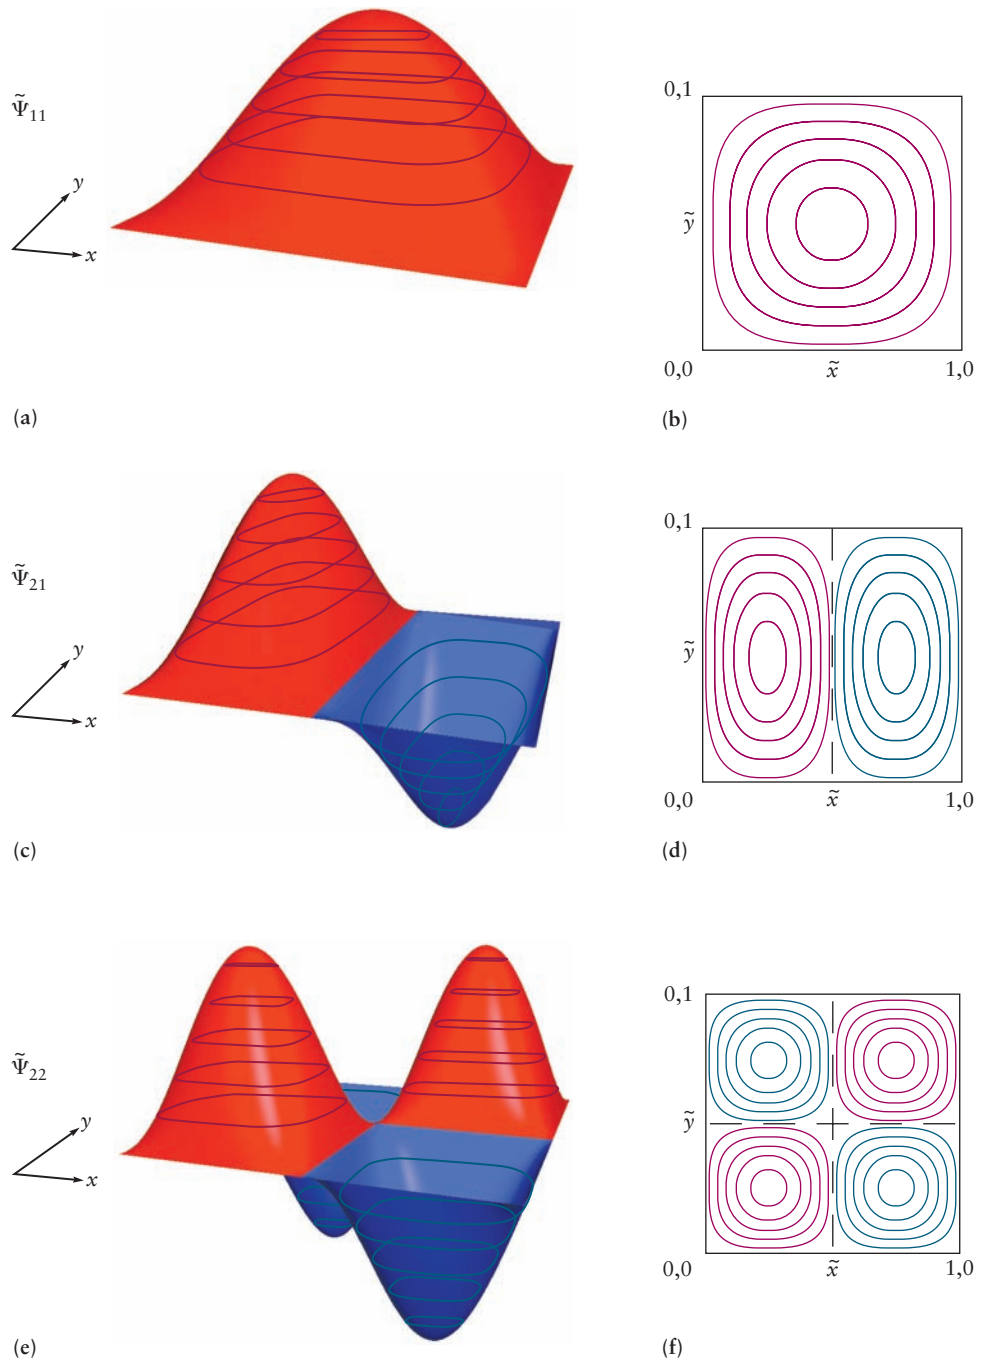 Ψ̃₁₁
y
x
(a)
0,1
ỹ
0,0
x̃
1,0
(b)
Ψ̃₂₁
y
x
(c)
0,1
ỹ
0,0
x̃
1,0
(d)
Ψ̃₂₂
y
x
(e)
0,1
ỹ
0,0
x̃
1,0
(f)